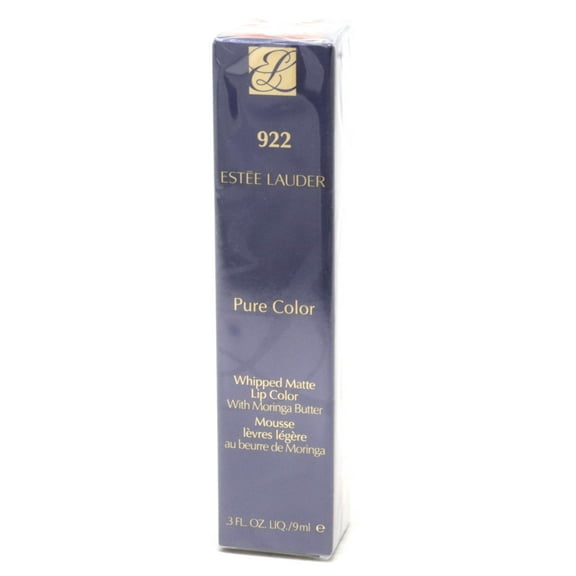 EL
922
ESTĒE LAUDER
Pure Color
Whipped Matte
Lip Color
With Moringa Butter
Mousse
lèvres légère
au beurre de Moringa
.3 FL. OZ. LIQ./9ml ℮